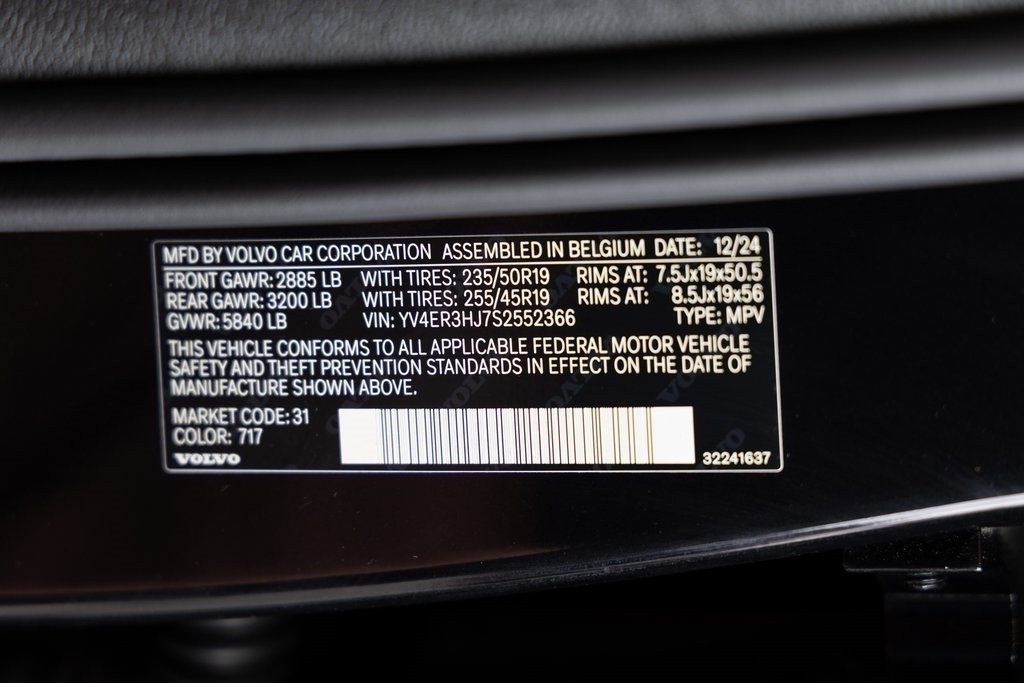 MFD BY VOLVO CAR CORPORATION ASSEMBLED IN BELGIUM DATE: 12/24
FRONT GAWR: 2885 LB WITH TIRES: 235/50R19 RIMS AT: 7.5Jx19x50.5
REAR GAWR: 3200 LB WITH TIRES: 255/45R19 RIMS AT: 8.5Jx19x56
GVWR: 5840 LB VIN: YV4ER3HJ7S2552366 TYPE: MPV
THIS VEHICLE CONFORMS TO ALL APPLICABLE FEDERAL MOTOR VEHICLE
SAFETY AND THEFT PREVENTION STANDARDS IN EFFECT ON THE DATE OF
MANUFACTURE SHOWN ABOVE.
MARKET CODE: 31
COLOR: 717
VOLVO
32241637